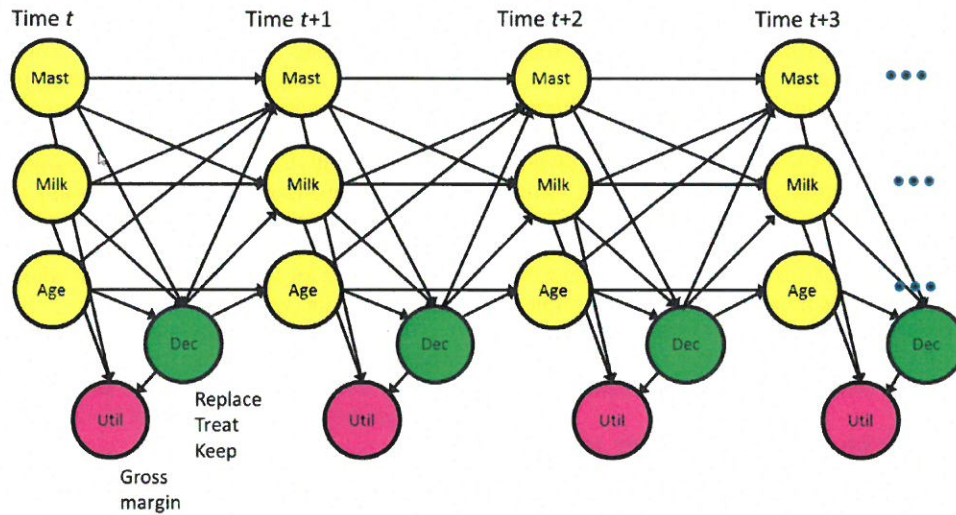 Time t
Time t+1
Time t+2
Time t+3
Mast
Mast
Mast
Mast
Milk
Milk
Milk
Milk
Age
Age
Age
Age
Dec
Dec
Dec
Dec
Util
Util
Util
Util
Replace
Treat
Keep
Gross
margin